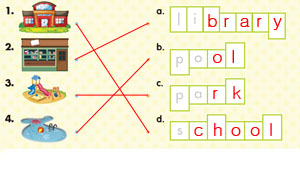 1.
a. library
2.
b. pool
3.
c. park
4.
d. school